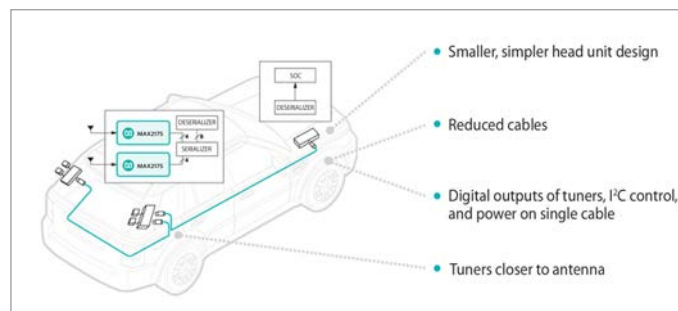 SOC
DESERIALIZER
DESERIALIZER
MAX2175
SERIALIZER
MAX2175
Smaller, simpler head unit design
Reduced cables
Digital outputs of tuners, I²C control,
and power on single cable
Tuners closer to antenna